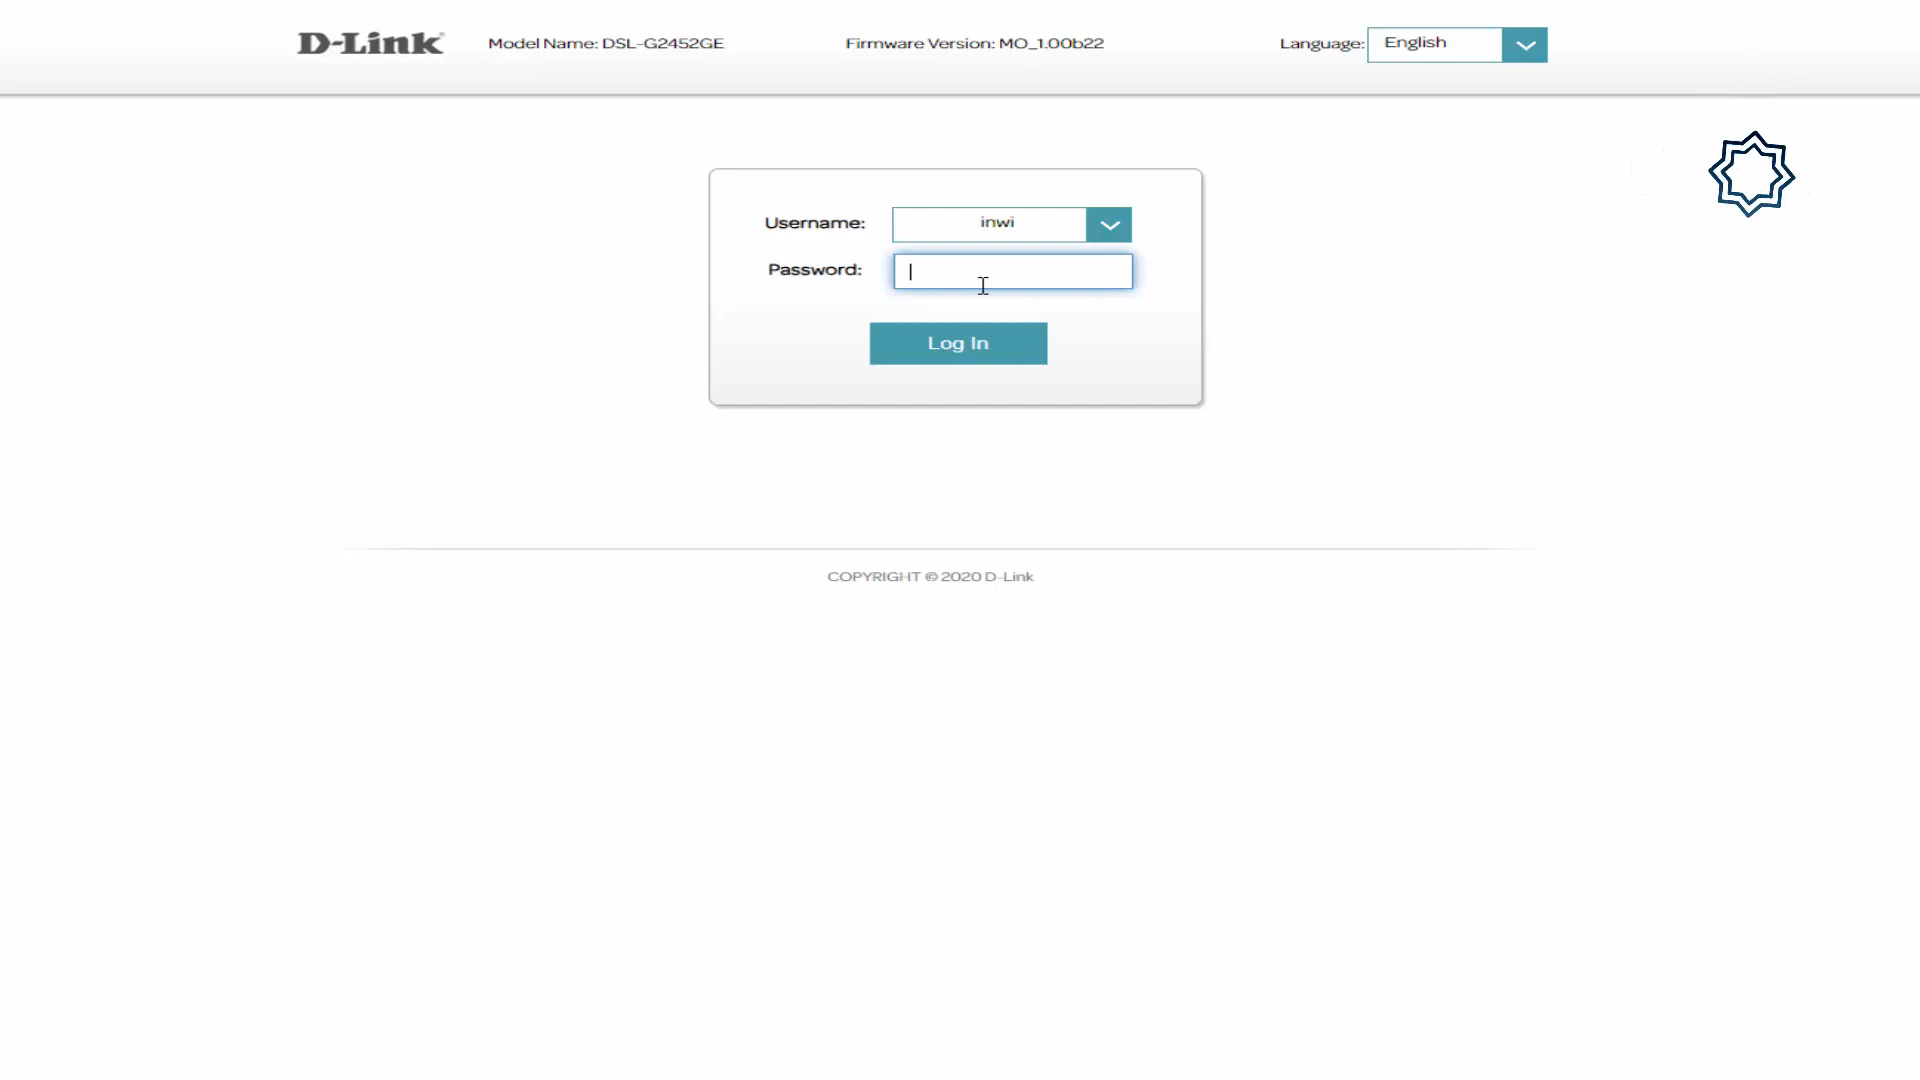 D-Link Model Name: DSL-G2452GE Firmware Version: MO_1.00b22 Language: English
Username: inwi
Password:
Log In
COPYRIGHT © 2020 D-Link